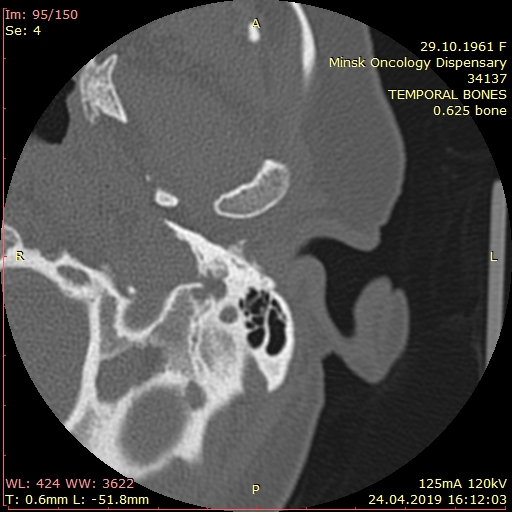 Im: 95/150
Se: 4
A
29.10.1961 F
Minsk Oncology Dispensary
34137
TEMPORAL BONES
0.625 bone
R
L
WL: 424 WW: 3622
T: 0.6mm L: -51.8mm
P
125mA 120kV
24.04.2019 16:12:03